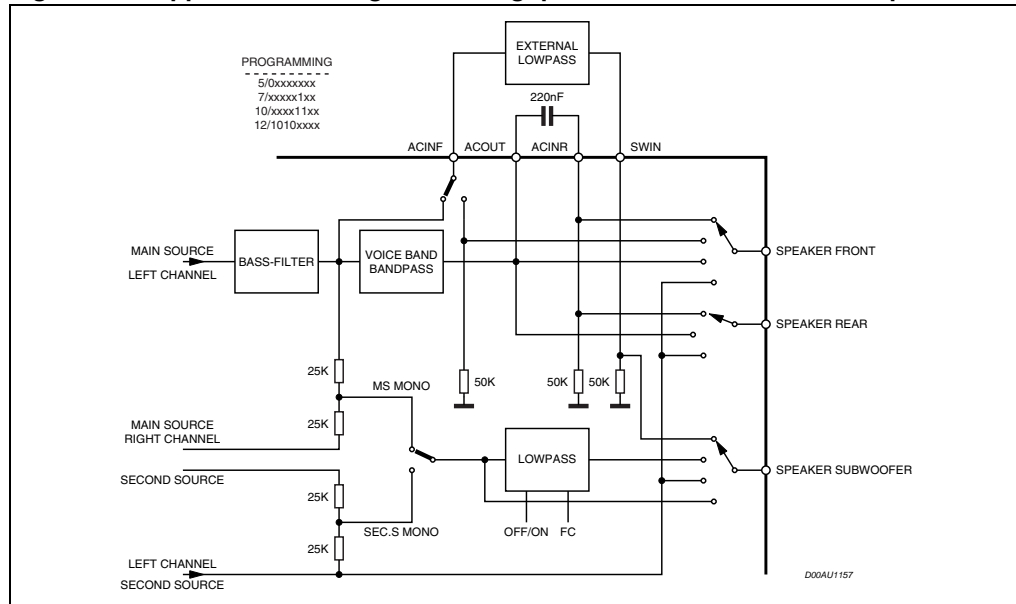 EXTERNAL
LOWPASS
PROGRAMMING
5/0xxxxxxx
7/xxxxx1xx
10/xxxx11xx
12/1010xxxx
220nF
ACINF
ACOUT
ACINR
SWIN
MAIN SOURCE
LEFT CHANNEL
BASS-FILTER
VOICE BAND
BANDPASS
SPEAKER FRONT
SPEAKER REAR
25K
MS MONO
50K
50K
50K
25K
MAIN SOURCE
RIGHT CHANNEL
LOWPASS
SPEAKER SUBWOOFER
SECOND SOURCE
25K
SEC.S MONO
OFF/ON
FC
25K
LEFT CHANNEL
SECOND SOURCE
D00AU1157